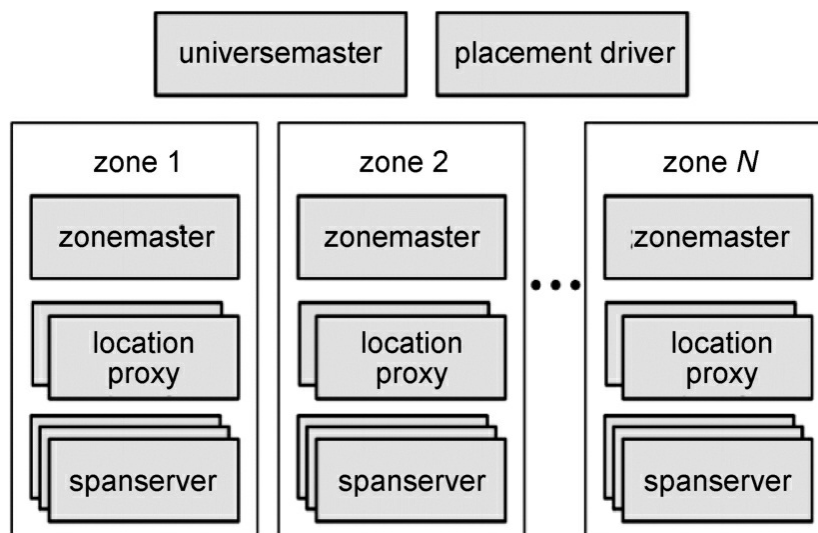 universemaster placement driver
zone 1 zone 2 zone N
zonemaster zonemaster zonemaster
...
location location location
proxy proxy proxy
spanserver spanserver spanserver